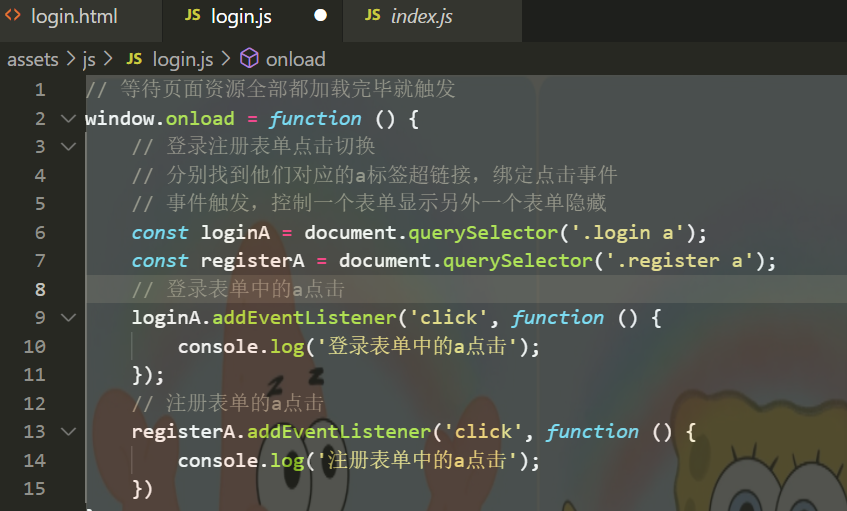 login.html JS login.js JS index.js
assets > js > JS login.js > onload
1 // 等待页面资源全部都加载完毕就触发
2 window.onload = function () {
3 // 登录注册表单点击切换
4 // 分别找到他们对应的a标签超链接，绑定点击事件
5 // 事件触发，控制一个表单显示另外一个表单隐藏
6 const loginA = document.querySelector('.login a');
7 const registerA = document.querySelector('.register a');
8 // 登录表单中的a点击
9 loginA.addEventListener('click', function () {
10 console.log('登录表单中的a点击');
11 });
12 // 注册表单的a点击
13 registerA.addEventListener('click', function () {
14 console.log('注册表单中的a点击');
15 })